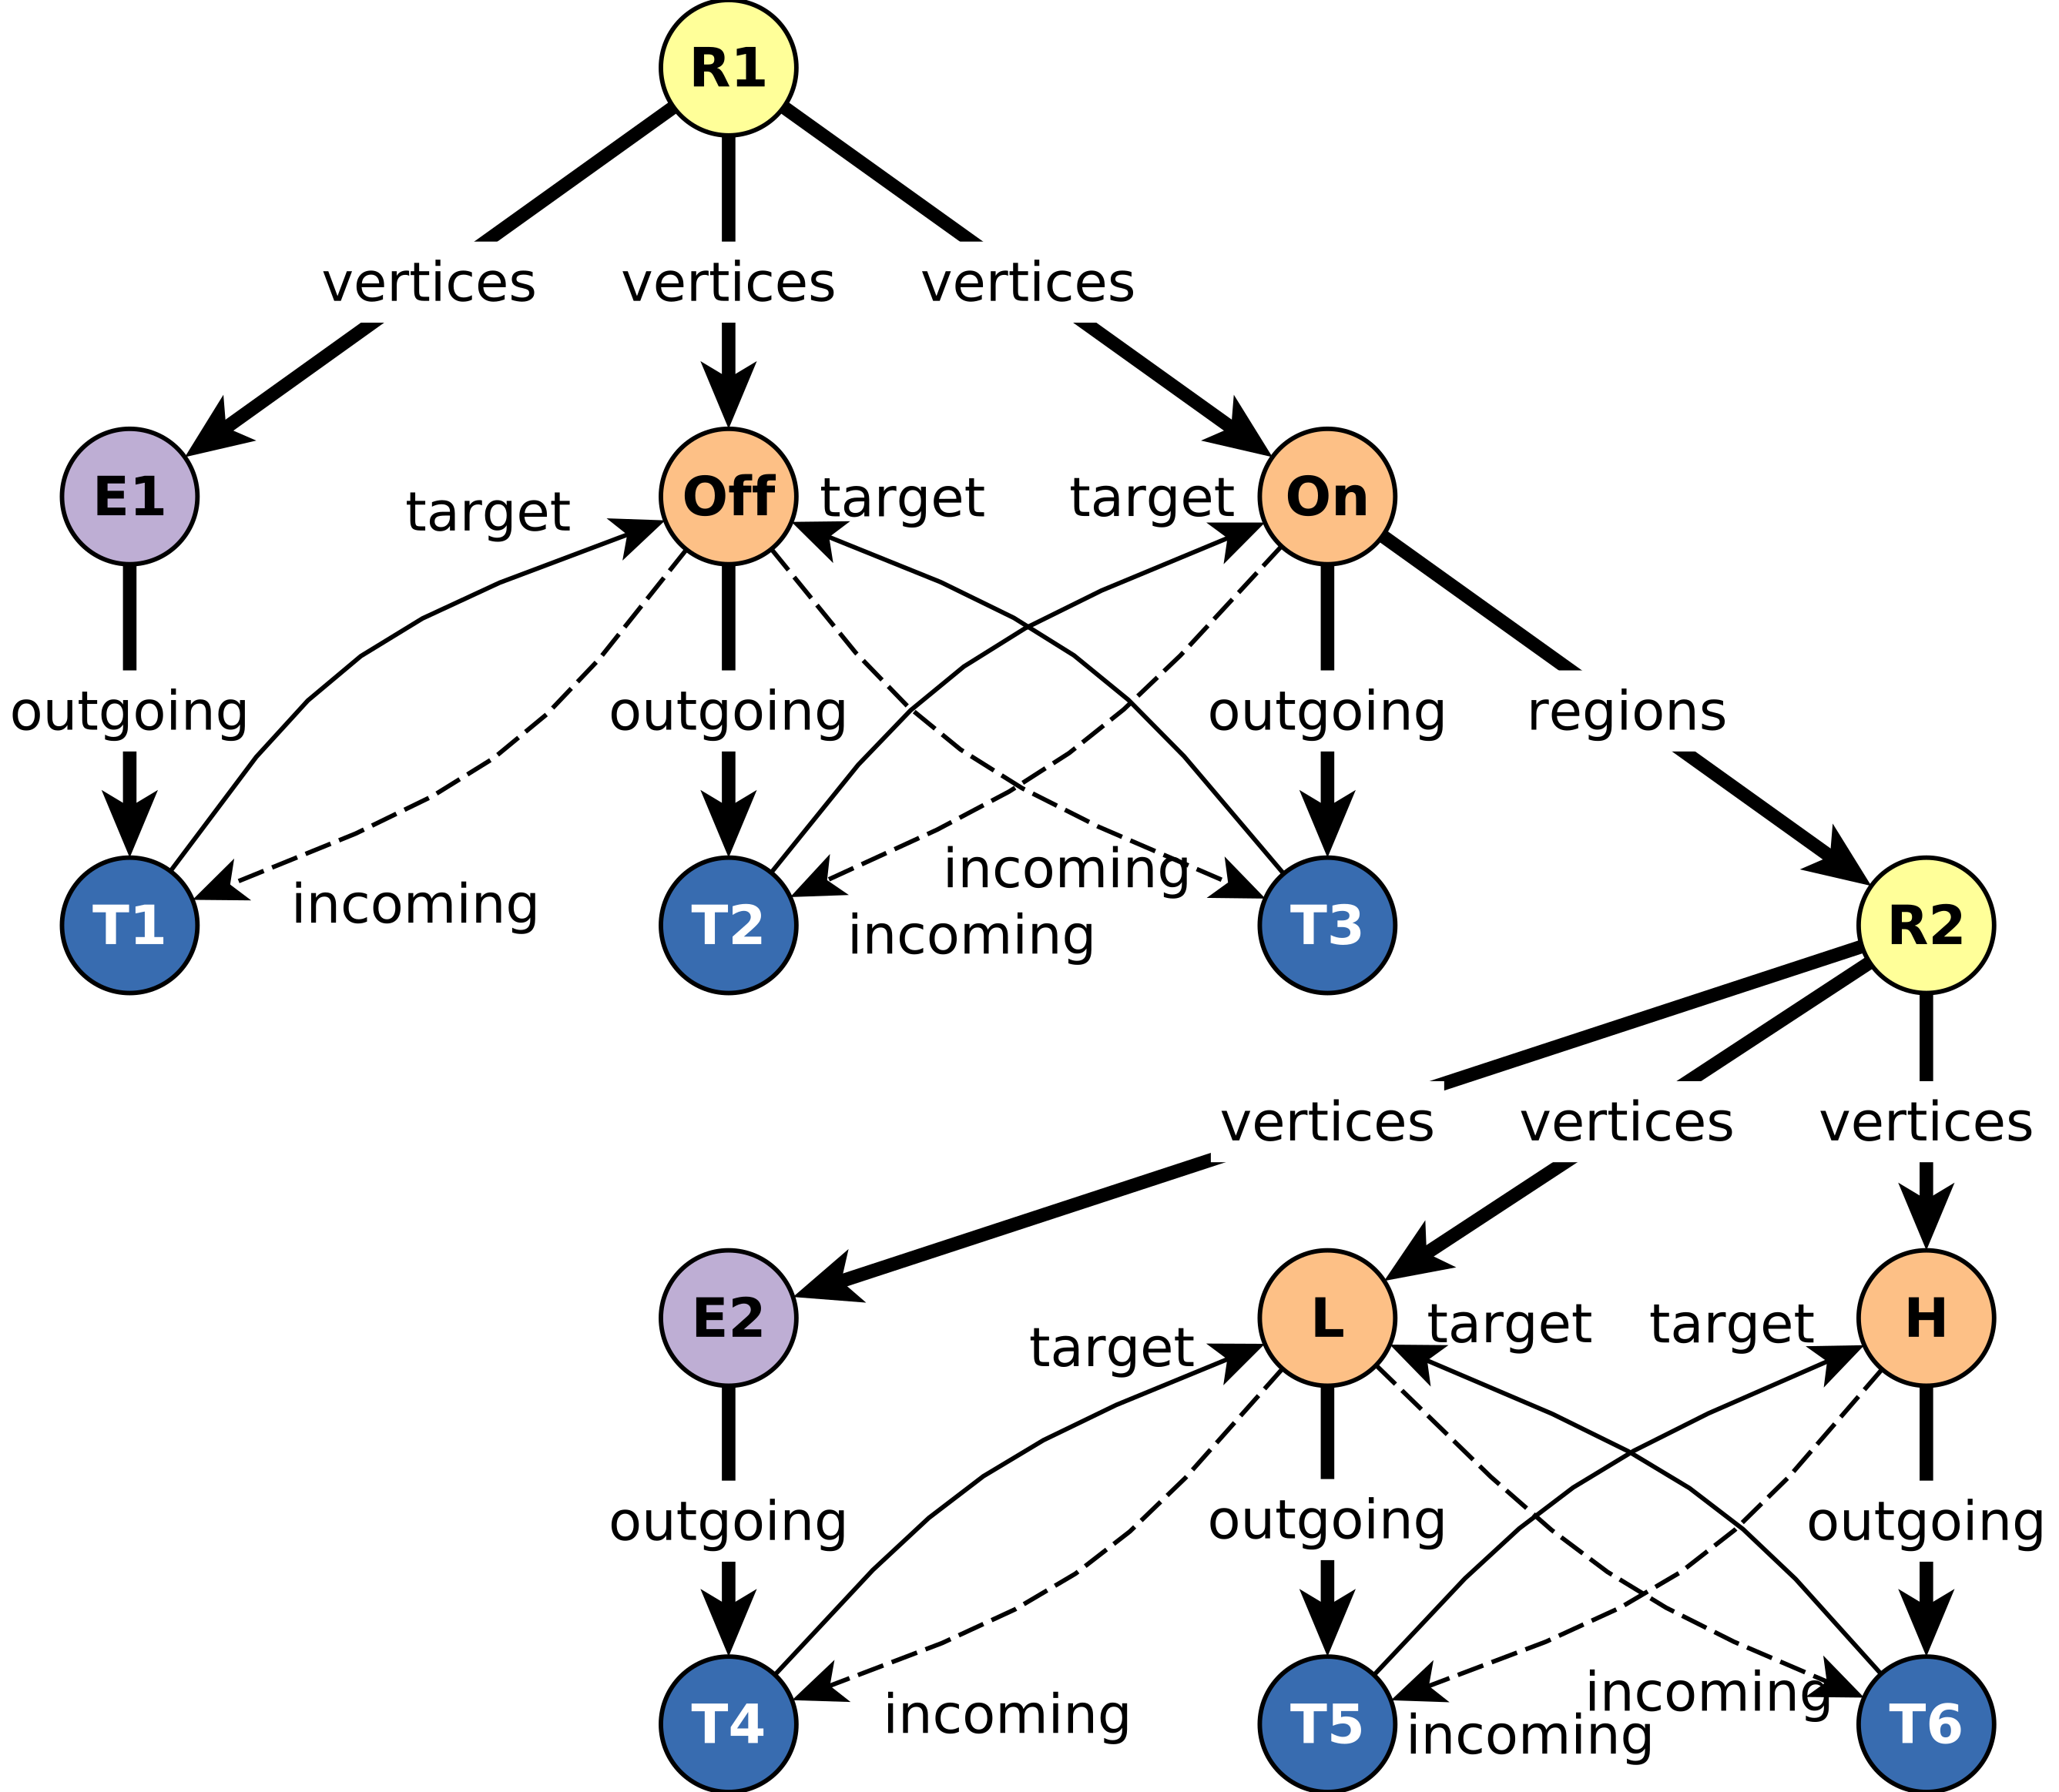 R1
vertices vertices vertices
E1 Off On
target target target
outgoing outgoing outgoing regions
incoming
incoming
incoming
T1 T2 T3 R2
vertices vertices vertices
E2 L H
target target target
outgoing outgoing outgoing
incoming
incoming
incoming
T4 T5 T6